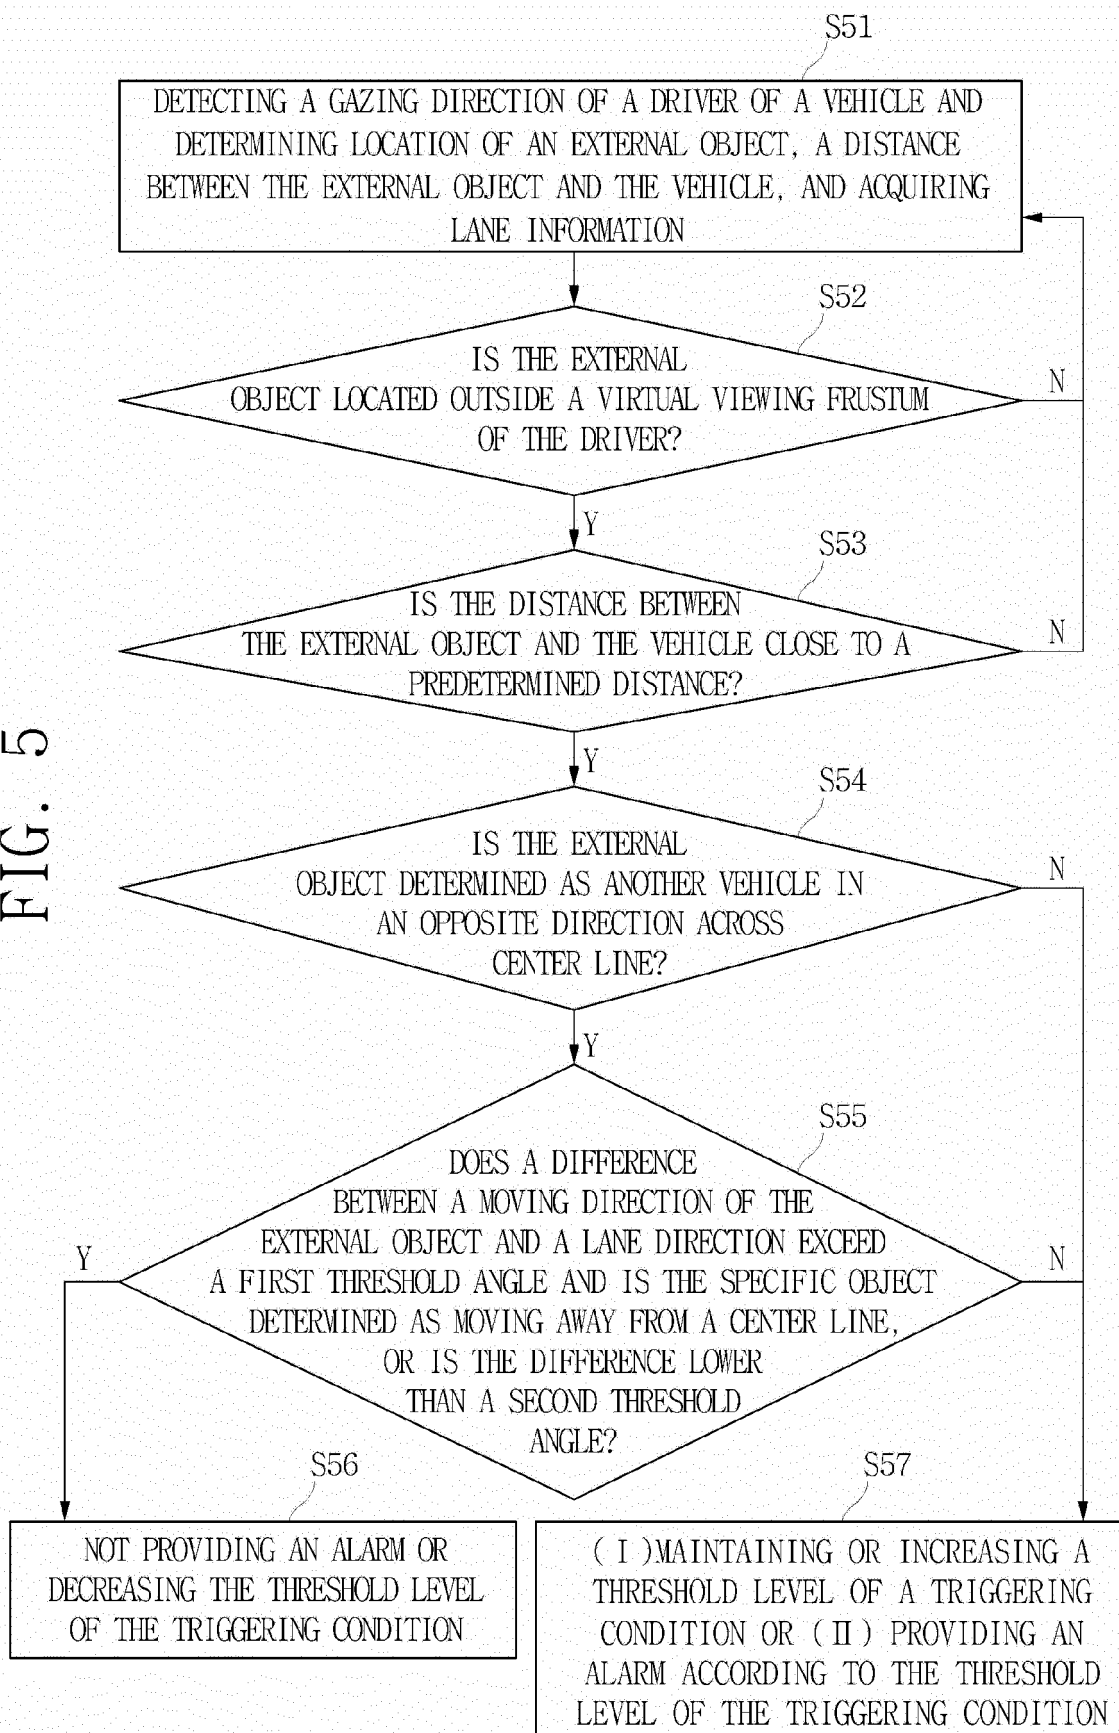 S51
DETECTING A GAZING DIRECTION OF A DRIVER OF A VEHICLE AND
DETERMINING LOCATION OF AN EXTERNAL OBJECT, A DISTANCE
BETWEEN THE EXTERNAL OBJECT AND THE VEHICLE, AND ACQUIRING
LANE INFORMATION
S52
IS THE EXTERNAL
OBJECT LOCATED OUTSIDE A VIRTUAL VIEWING FRUSTUM
OF THE DRIVER?
N
Y
S53
IS THE DISTANCE BETWEEN
THE EXTERNAL OBJECT AND THE VEHICLE CLOSE TO A
PREDETERMINED DISTANCE?
N
Y
FIG. 5
S54
IS THE EXTERNAL
OBJECT DETERMINED AS ANOTHER VEHICLE IN
AN OPPOSITE DIRECTION ACROSS
CENTER LINE?
N
Y
S55
DOES A DIFFERENCE
BETWEEN A MOVING DIRECTION OF THE
EXTERNAL OBJECT AND A LANE DIRECTION EXCEED
A FIRST THRESHOLD ANGLE AND IS THE SPECIFIC OBJECT
DETERMINED AS MOVING AWAY FROM A CENTER LINE,
OR IS THE DIFFERENCE LOWER
THAN A SECOND THRESHOLD
ANGLE?
Y
N
S56
NOT PROVIDING AN ALARM OR
DECREASING THE THRESHOLD LEVEL
OF THE TRIGGERING CONDITION
S57
(I)MAINTAINING OR INCREASING A
THRESHOLD LEVEL OF A TRIGGERING
CONDITION OR (II) PROVIDING AN
ALARM ACCORDING TO THE THRESHOLD
LEVEL OF THE TRIGGERING CONDITION